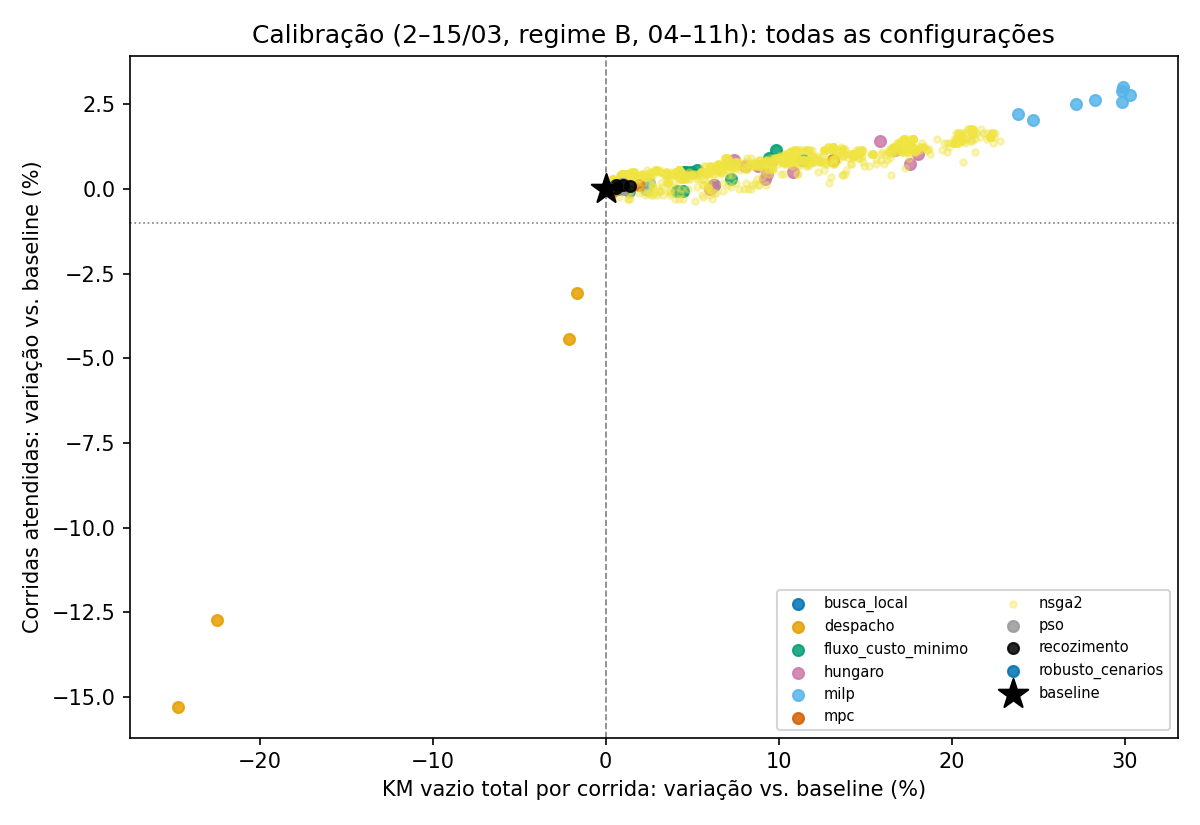 Calibração (2–15/03, regime B, 04–11h): todas as configurações
Corridas atendidas: variação vs. baseline (%)
2.5
0.0
−2.5
−5.0
−7.5
−10.0
−12.5
−15.0
−20
−10
0
10
20
30
KM vazio total por corrida: variação vs. baseline (%)
busca_local
despacho
fluxo_custo_minimo
hungaro
milp
mpc
nsga2
pso
recozimento
robusto_cenarios
baseline